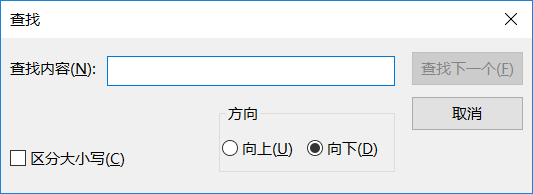 查找
查找内容(N):
查找下一个(F)
取消
方向
向上(U) 向下(D)
区分大小写(C)